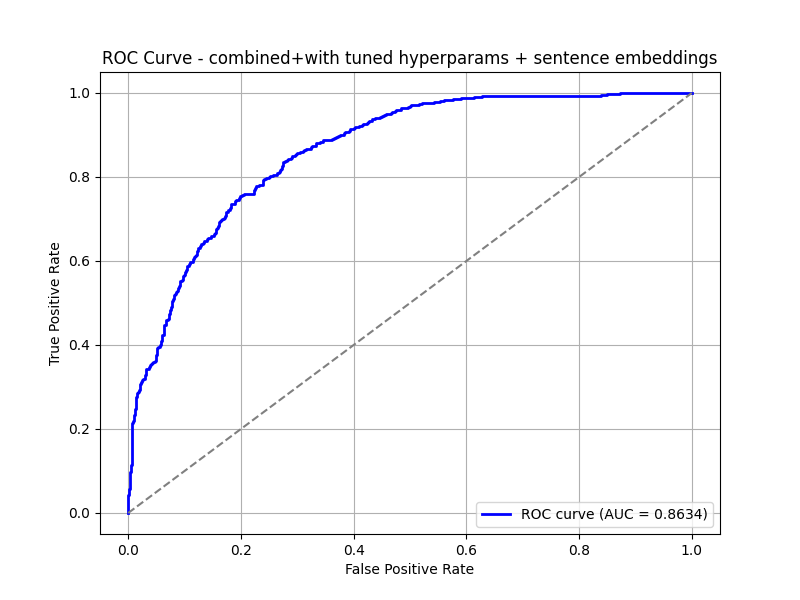 ROC Curve - combined+with tuned hyperparams + sentence embeddings
True Positive Rate
1.0
0.8
0.6
0.4
0.2
0.0
0.0 0.2 0.4 0.6 0.8 1.0
False Positive Rate
ROC curve (AUC = 0.8634)